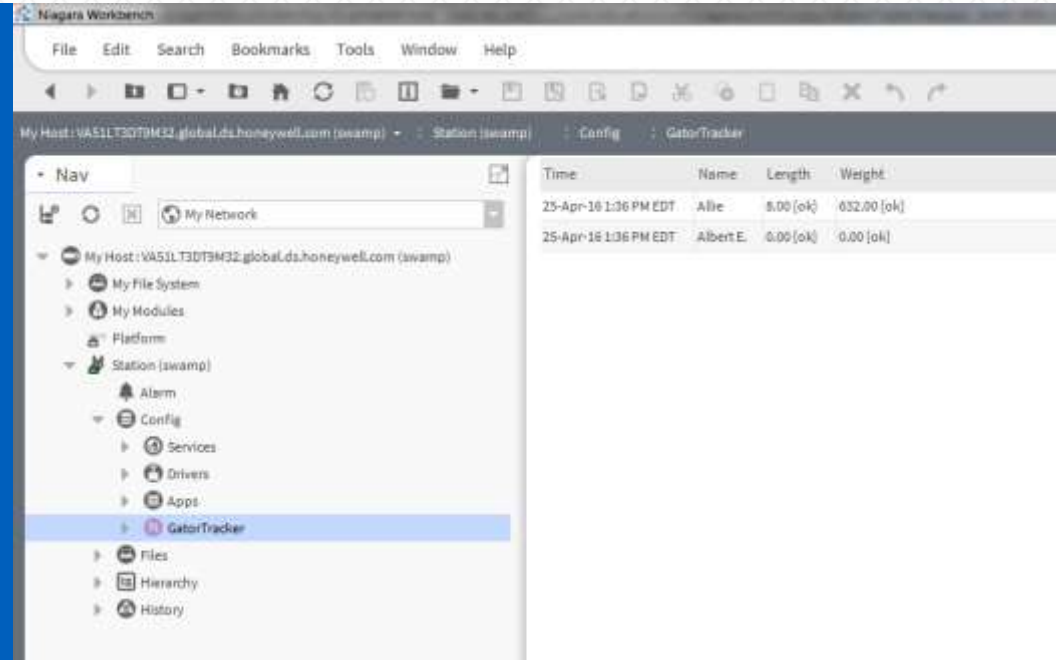 Niagara Workbench
File Edit Search Bookmarks Tools Window Help
My Host : VA51LT3DT9M32.global.ds.honeywell.com (swamp) : Station (swamp) : Config : GatorTracker
Nav
My Network
My Host : VA51LT3DT9M32.global.ds.honeywell.com (swamp)
My File System
My Modules
Platform
Station (swamp)
Alarm
Config
Services
Drivers
Apps
GatorTracker
Files
Hierarchy
History
Time Name Length Weight
25-Apr-16 1:36 PM EDT Allie 8.00 {ok} 632.00 {ok}
25-Apr-16 1:36 PM EDT Albert E. 0.00 {ok} 0.00 {ok}